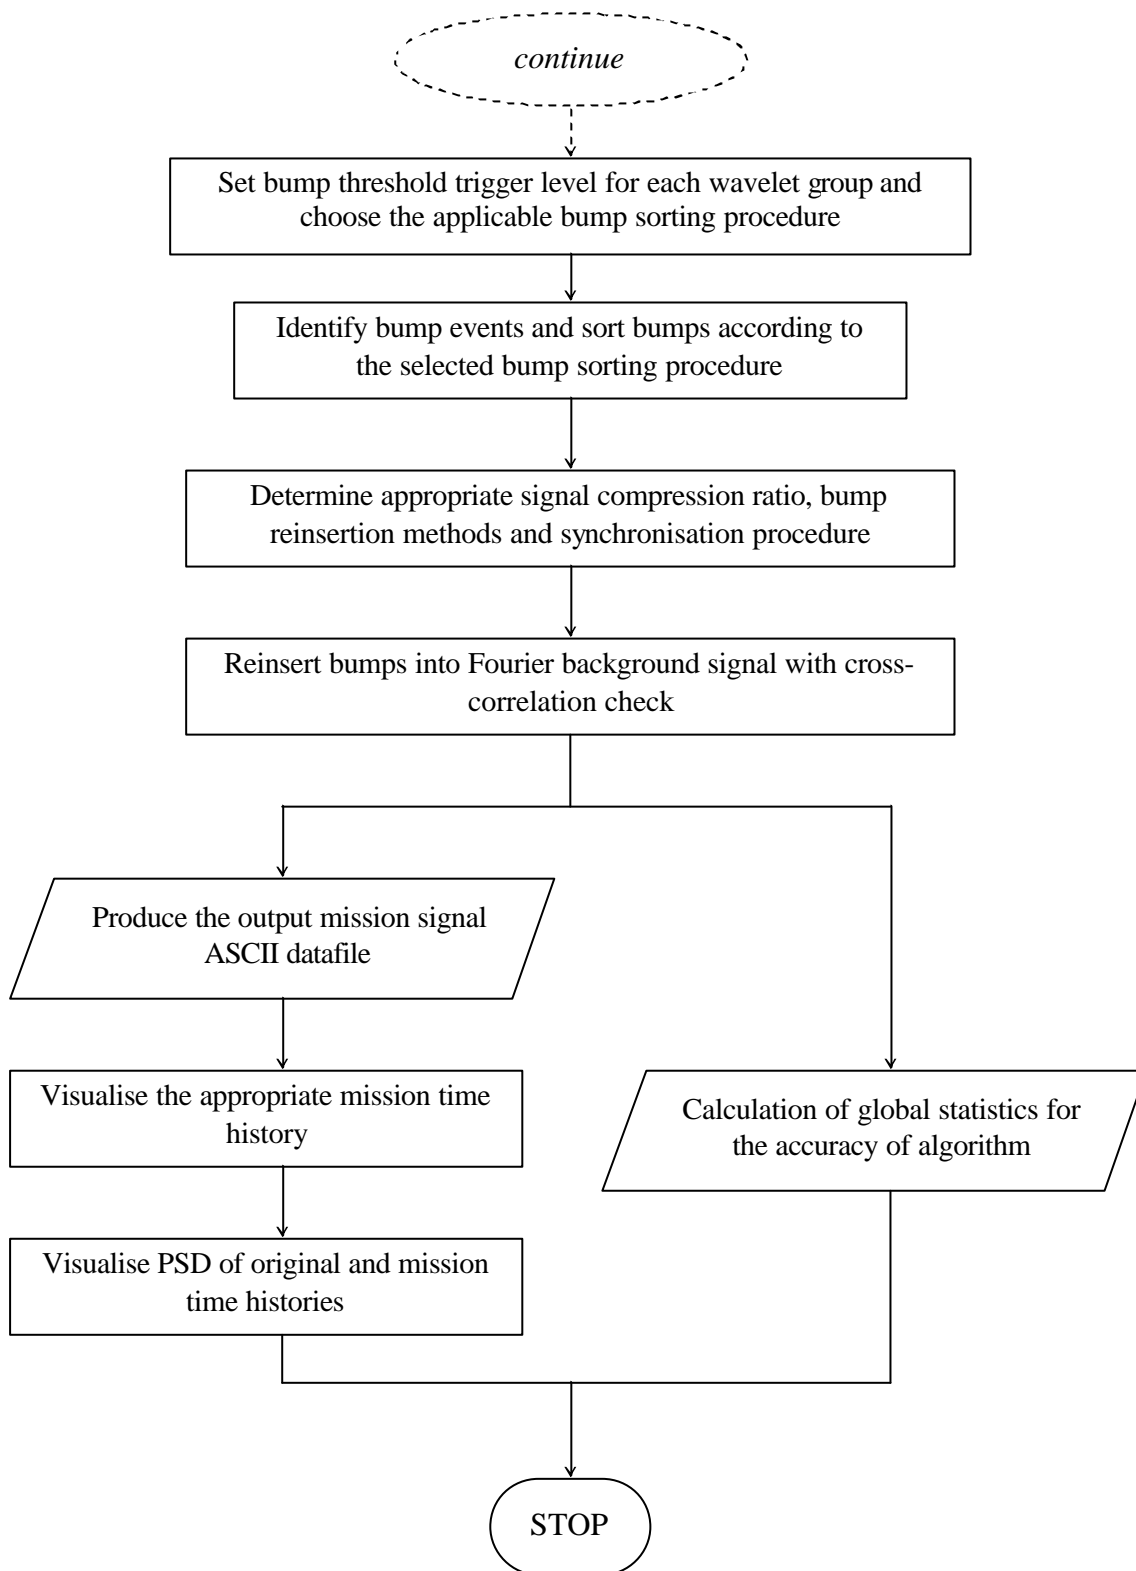 continue
Set bump threshold trigger level for each wavelet group and
choose the applicable bump sorting procedure
Identify bump events and sort bumps according to
the selected bump sorting procedure
Determine appropriate signal compression ratio, bump
reinsertion methods and synchronisation procedure
Reinsert bumps into Fourier background signal with cross-
correlation check
Produce the output mission signal
ASCII datafile
Visualise the appropriate mission time
history
Calculation of global statistics for
the accuracy of algorithm
Visualise PSD of original and mission
time histories
STOP